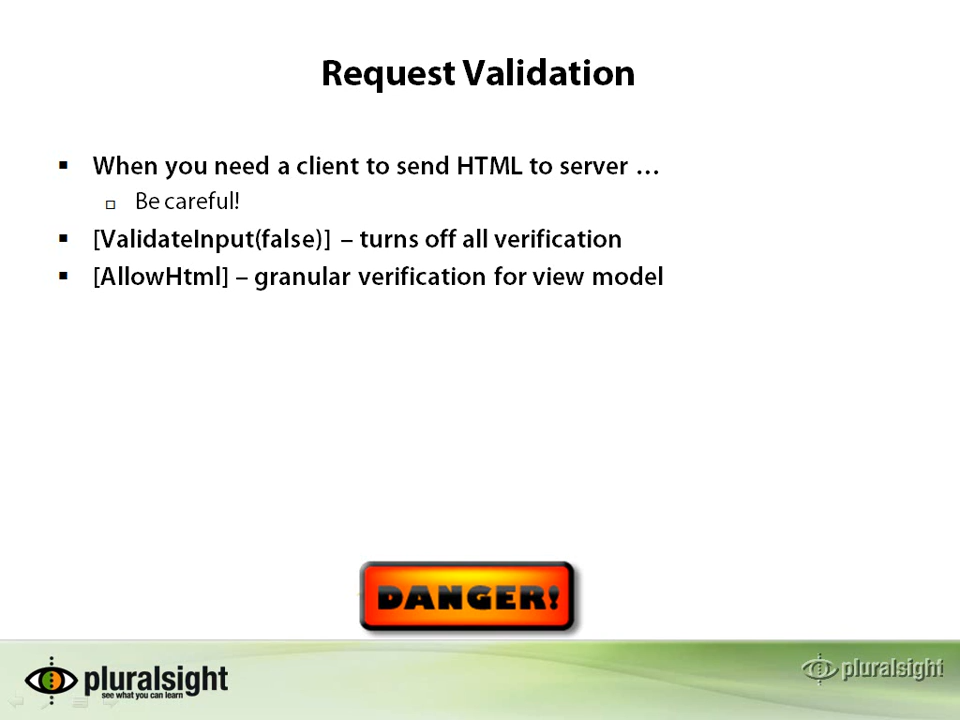 Request Validation
When you need a client to send HTML to server …
Be careful!
[ValidateInput(false)] – turns off all verification
[AllowHtml] – granular verification for view model
DANGER!
pluralsight
see what you can learn
pluralsight